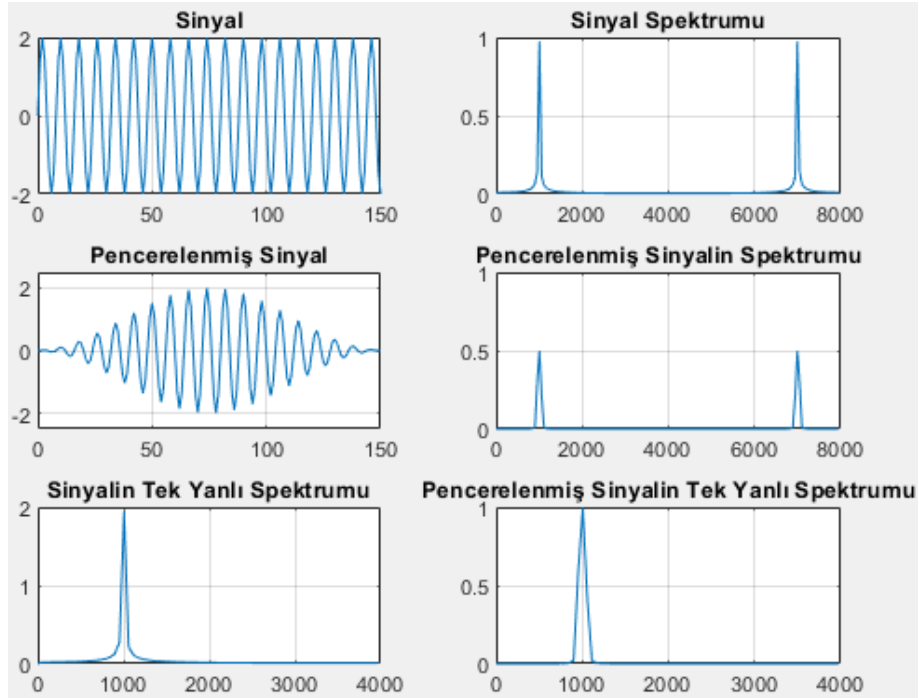 Sinyal
2
0
-2
0 50 100 150
Sinyal Spektrumu
1
0.5
0
0 2000 4000 6000 8000
Pencerelenmiş Sinyal
2
0
-2
0 50 100 150
Pencerelenmiş Sinyalin Spektrumu
1
0.5
0
0 2000 4000 6000 8000
Sinyalin Tek Yanlı Spektrumu
2
1
0
0 1000 2000 3000 4000
Pencerelenmiş Sinyalin Tek Yanlı Spektrumu
1
0.5
0
0 1000 2000 3000 4000